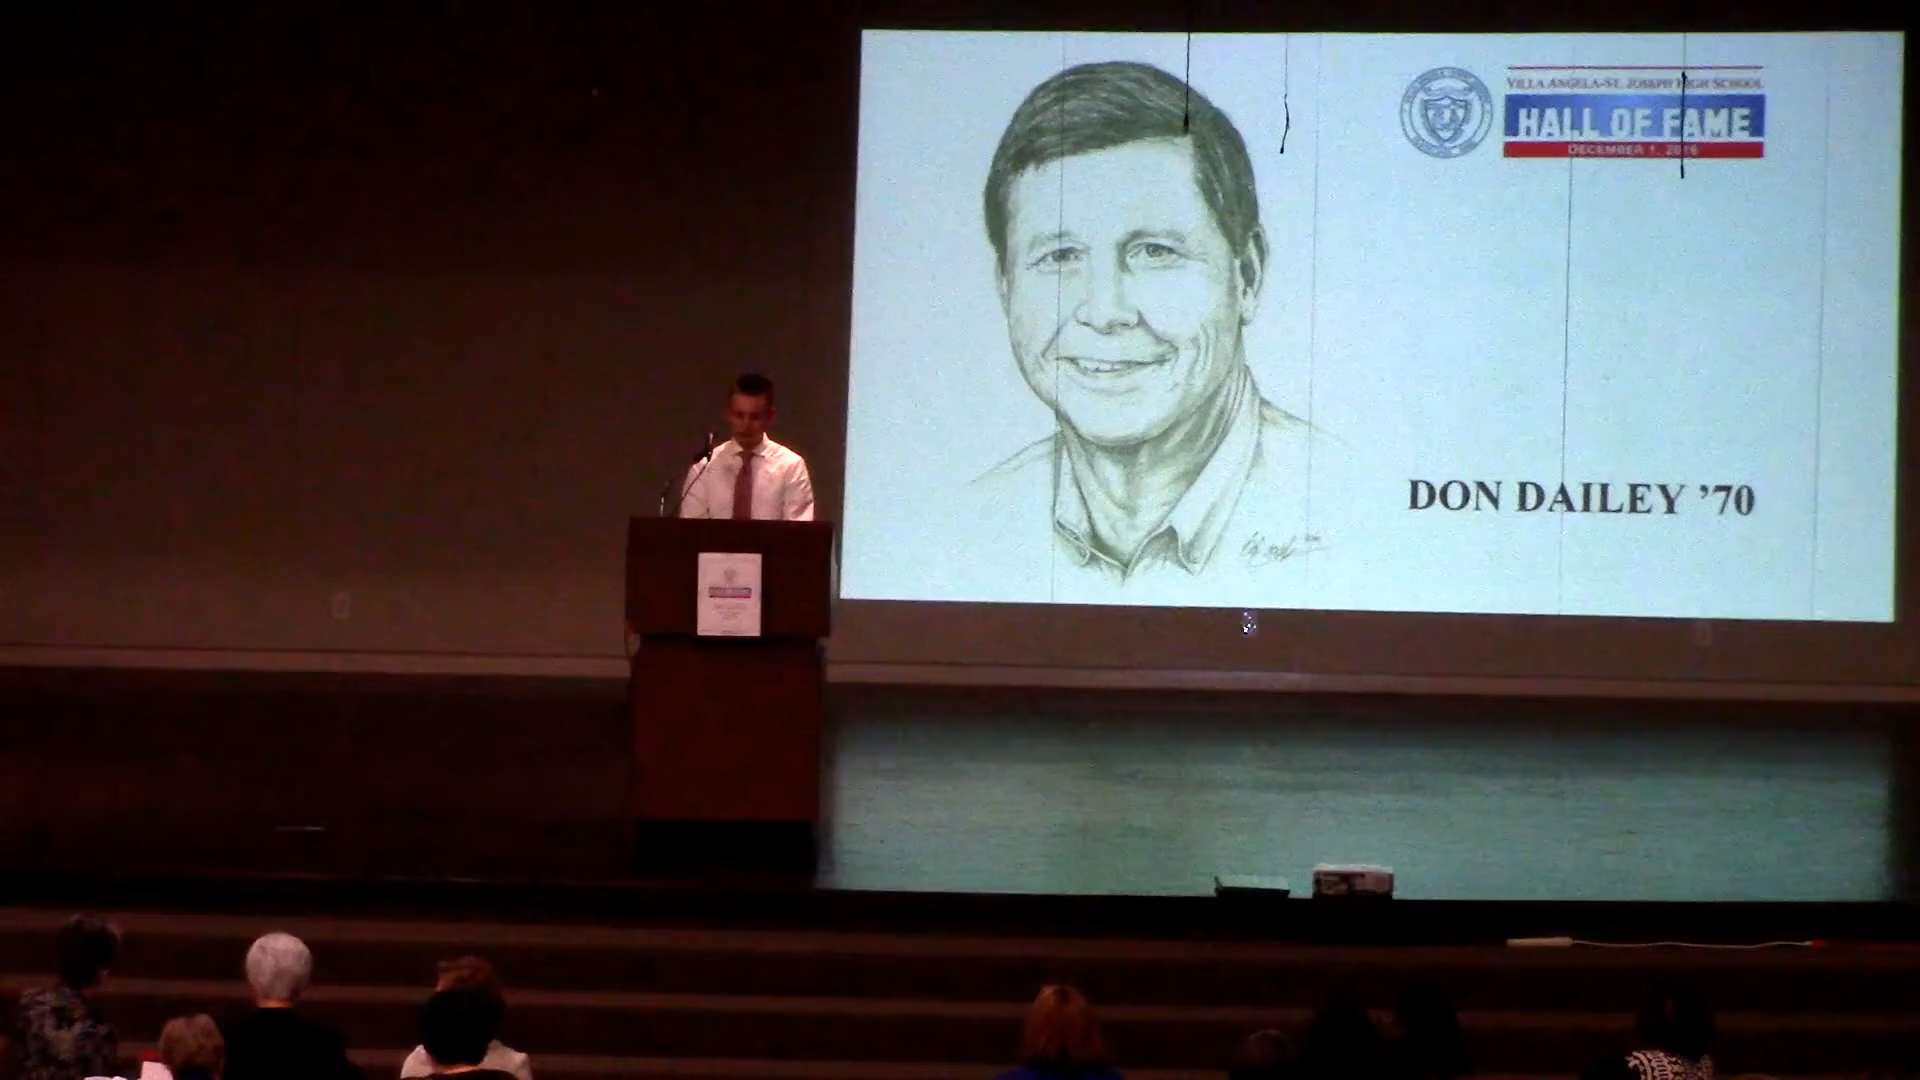 VILLA ANGELA-ST. JOSEPH HIGH SCHOOL
HALL OF FAME
DECEMBER 1, 2016
DON DAILEY ’70